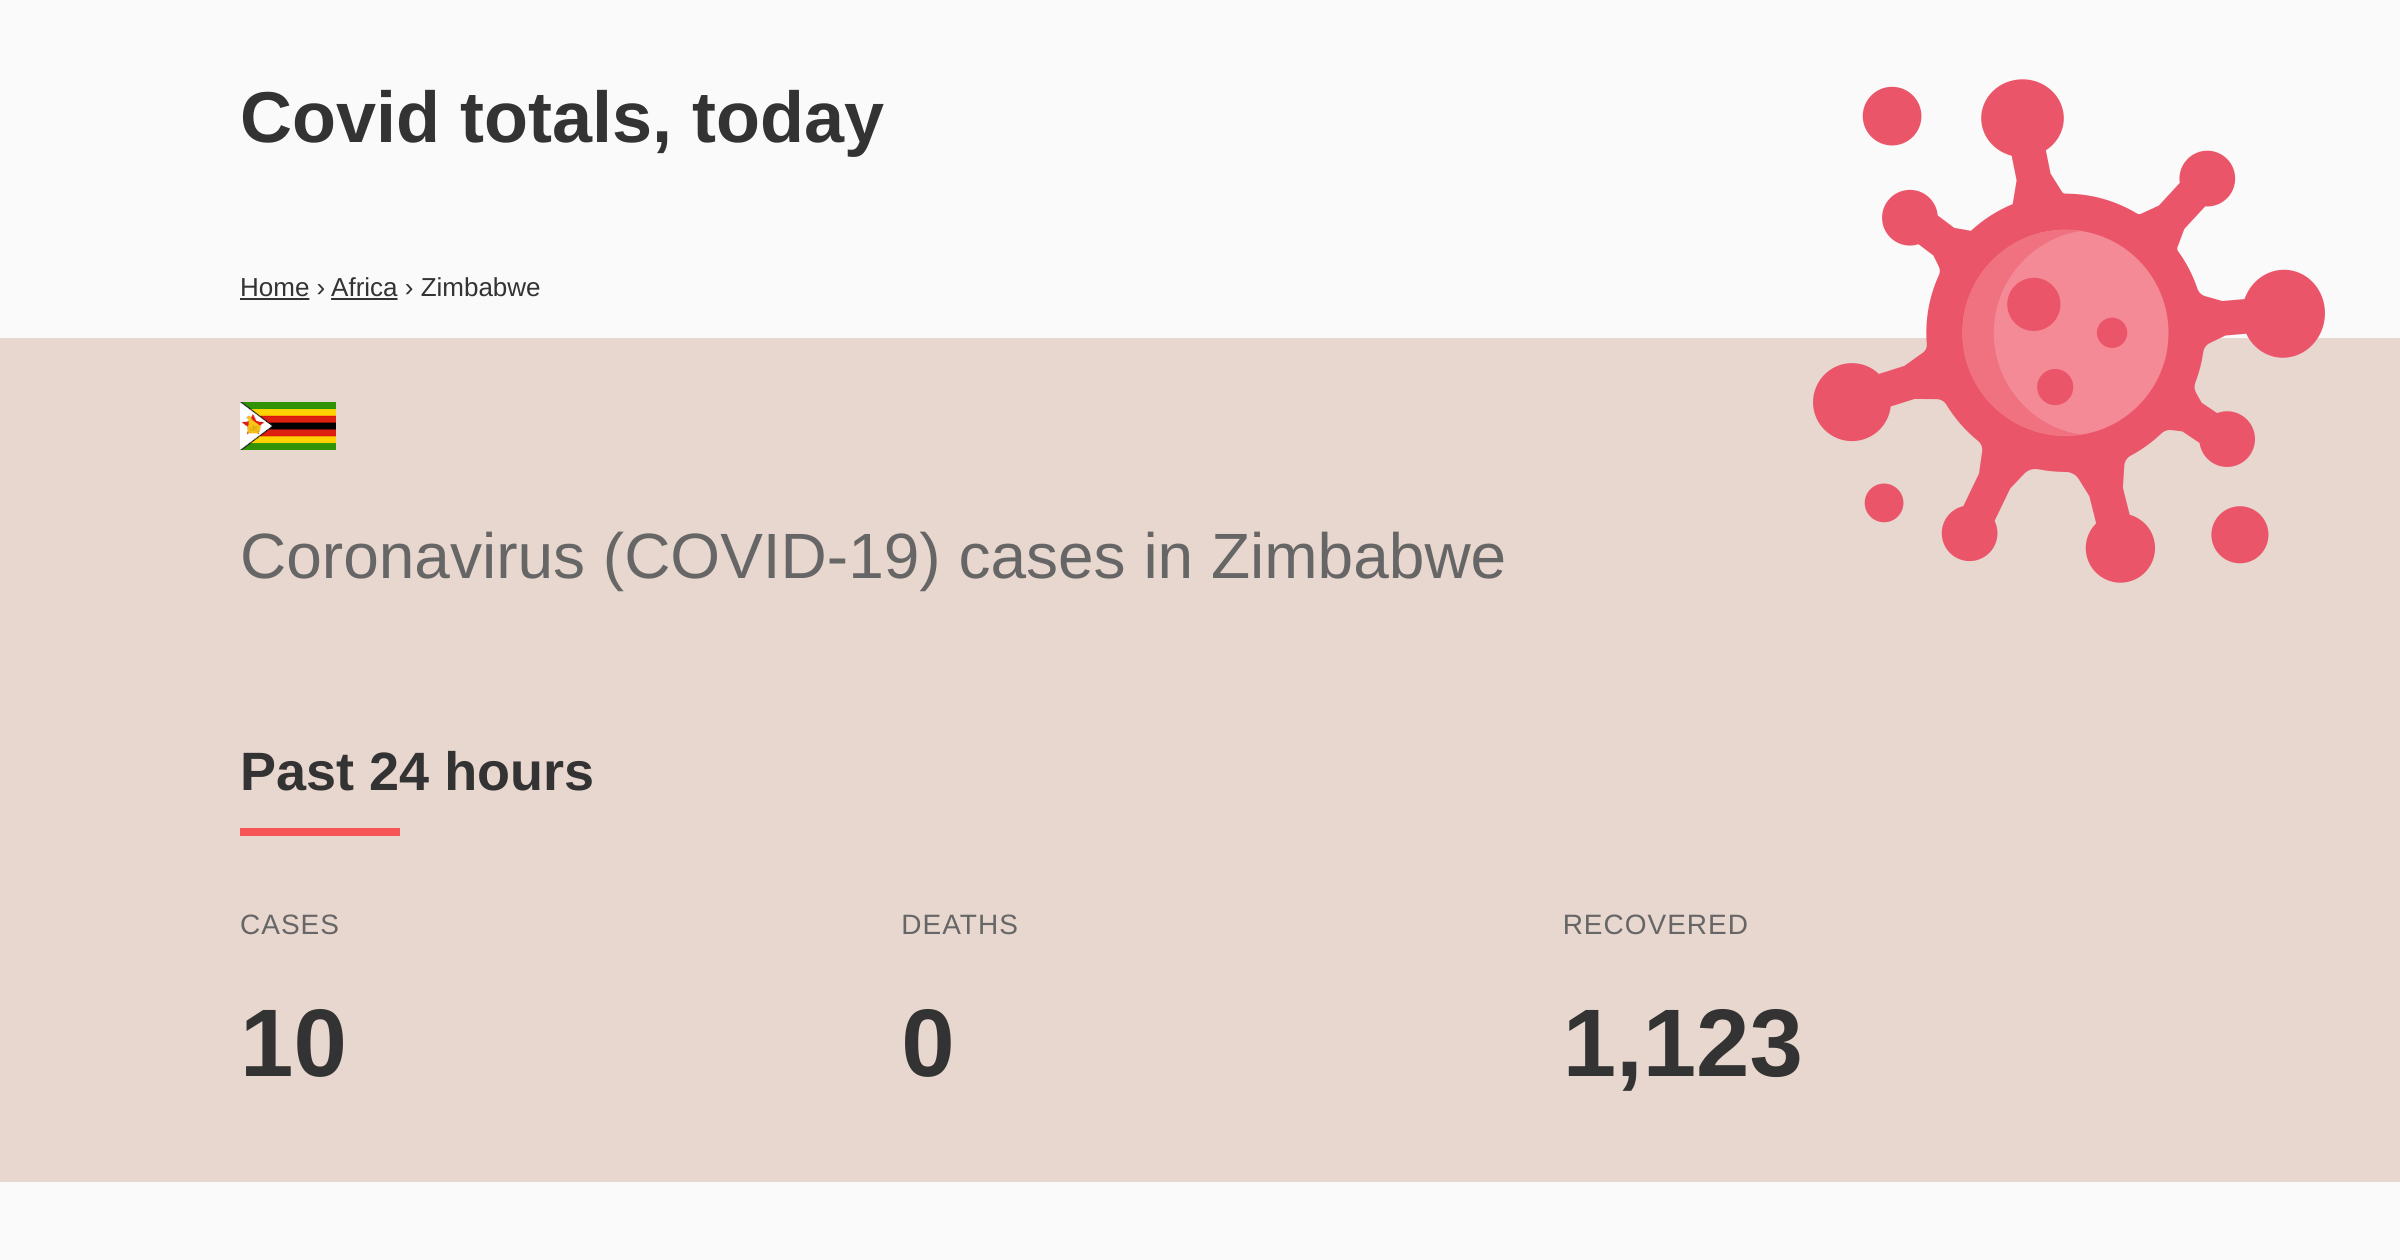 Covid totals, today
Home › Africa › Zimbabwe
Coronavirus (COVID-19) cases in Zimbabwe
Past 24 hours
CASES
DEATHS
RECOVERED
10
0
1,123